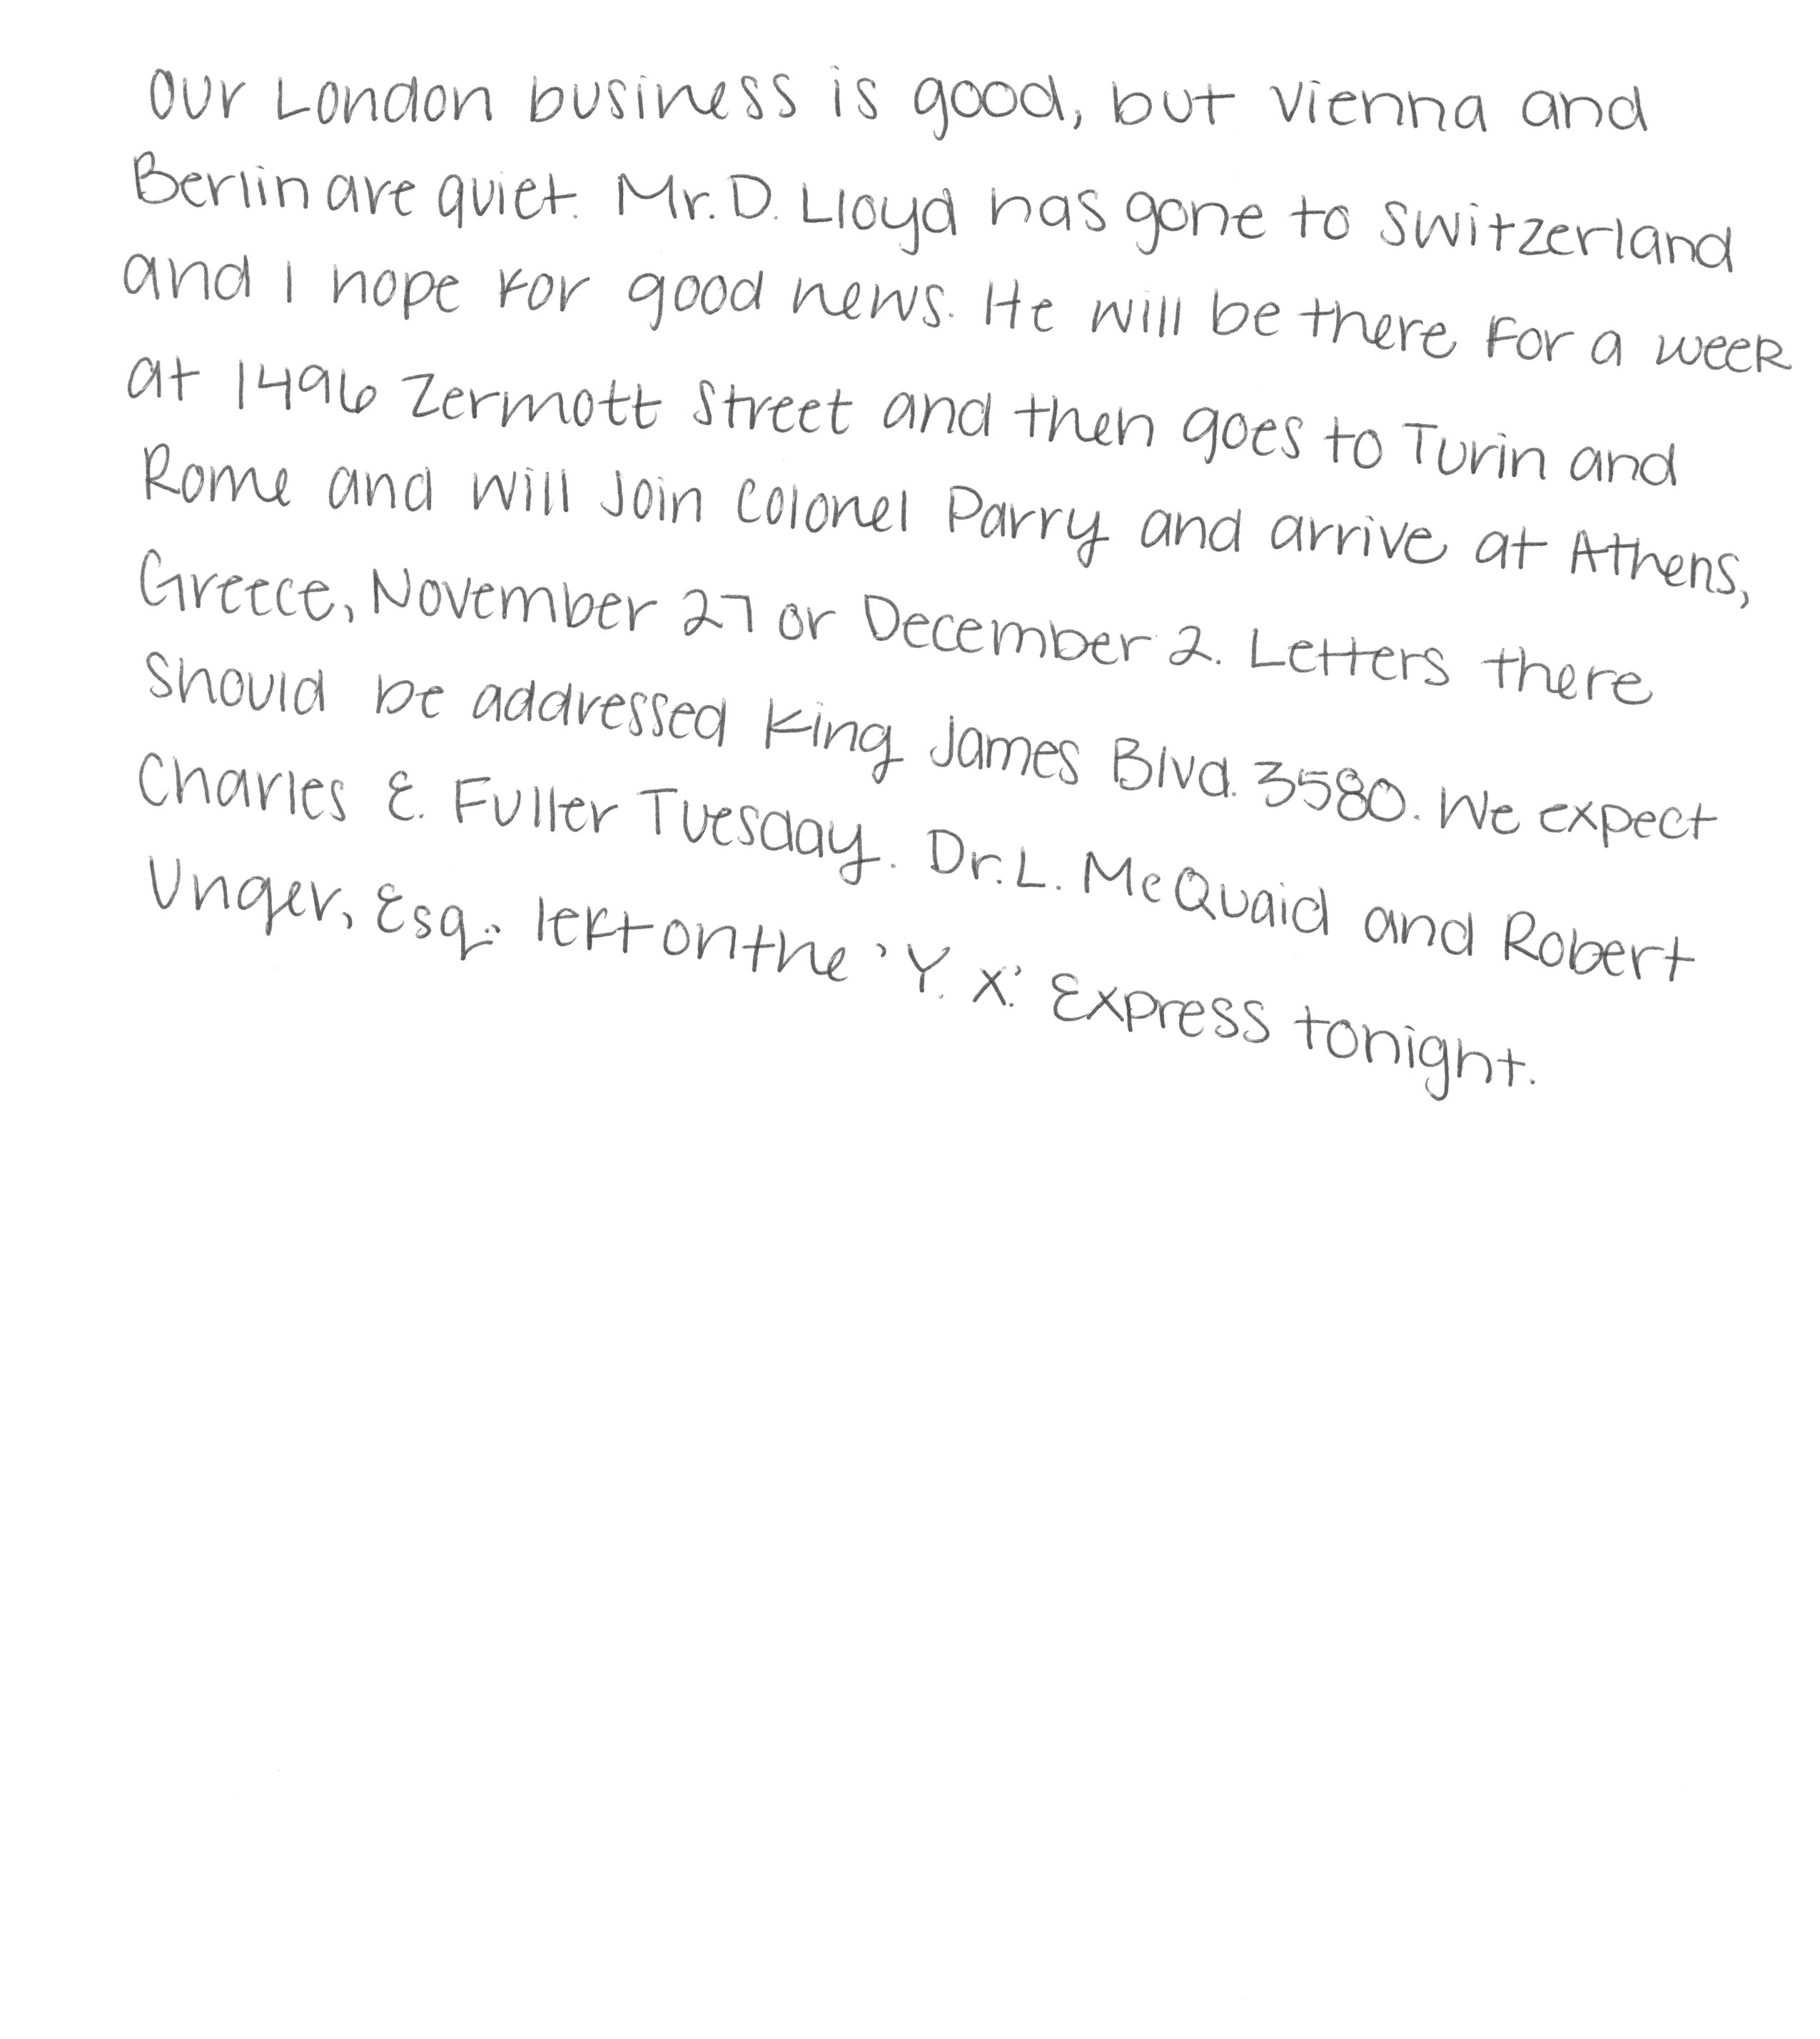 Our London business is good, but Vienna and
Berlin are quiet. Mr. D. Lloyd has gone to Switzerland
and I hope for good news. He will be there for a week
at 1496 Zermott Street and then goes to Turin and
Rome and will join Colonel Parry and arrive at Athens,
Greece, November 27 or December 2. Letters there
should be addressed King James Blvd. 3580. We expect
Charles E. Fuller Tuesday. Dr. L. McQuaid and Robert
Unger, Esq., left on the 'Y. X.' Express tonight.